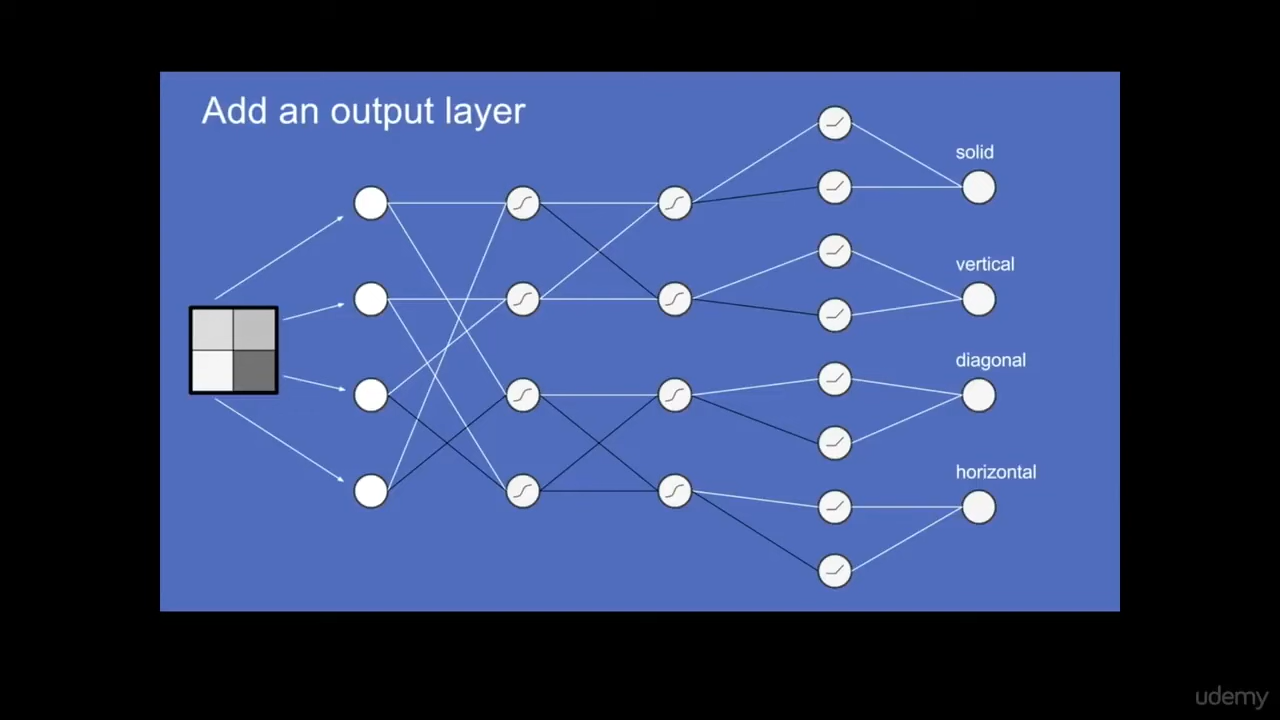 Add an output layer
solid
vertical
diagonal
horizontal
udemy